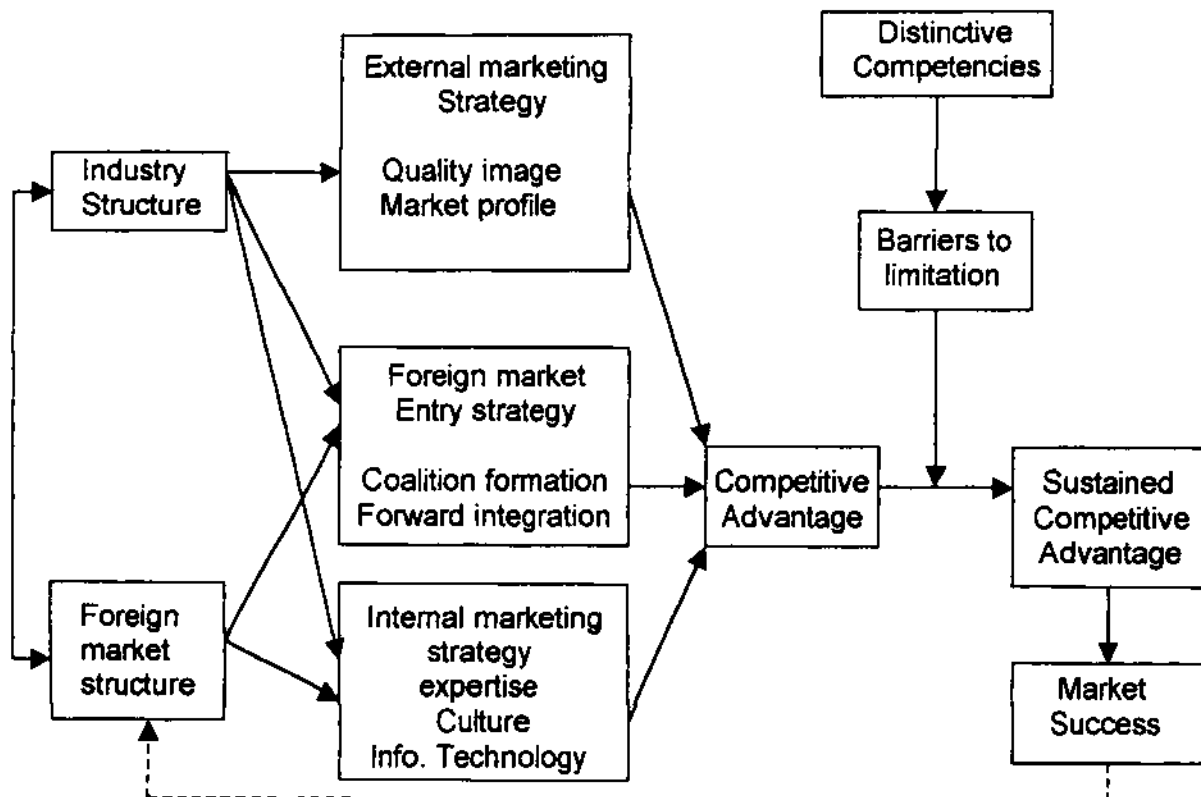 External marketing
Strategy
Quality image
Market profile
Distinctive
Competencies
Industry
Structure
Barriers to
limitation
Foreign market
Entry strategy
Coalition formation
Forward integration
Competitive
Advantage
Sustained
Competitive
Advantage
Foreign
market
structure
Internal marketing
strategy
expertise
Culture
Info. Technology
Market
Success